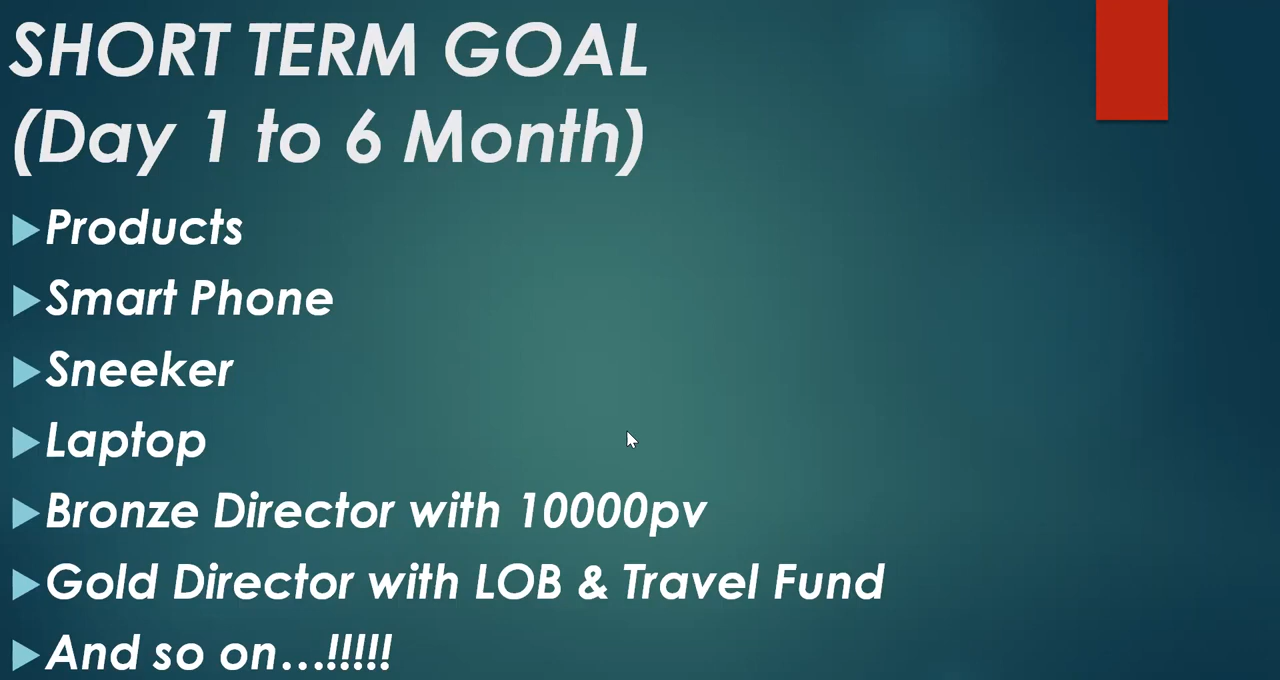 SHORT TERM GOAL
(Day 1 to 6 Month)
Products
Smart Phone
Sneeker
Laptop
Bronze Director with 10000pv
Gold Director with LOB & Travel Fund
And so on...!!!!!